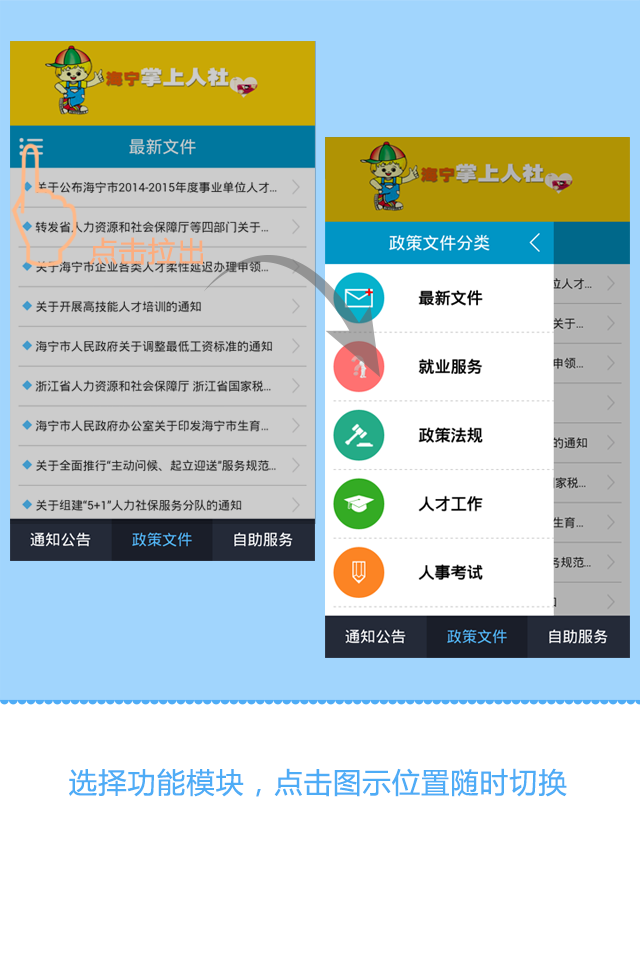 海宁掌上人社
最新文件
关于公布海宁市2014-2015年度事业单位人才...
转发省人力资源和社会保障厅等四部门关于...
点击拉出
关于海宁市企业各类人才柔性延迟办理申领...
关于开展高技能人才培训的通知
海宁市人民政府关于调整最低工资标准的通知
浙江省人力资源和社会保障厅 浙江省国家税...
海宁市人民政府办公室关于印发海宁市生育...
关于全面推行“主动问候、起立迎送”服务规范...
关于组建“5+1”人力社保服务分队的通知
通知公告
政策文件
自助服务
海宁掌上人社
政策文件分类
最新文件
就业服务
政策法规
人才工作
人事考试
位人才...
关于...
申领...
的通知
家税...
生育...
务规范...
通知公告
政策文件
自助服务
选择功能模块，点击图示位置随时切换